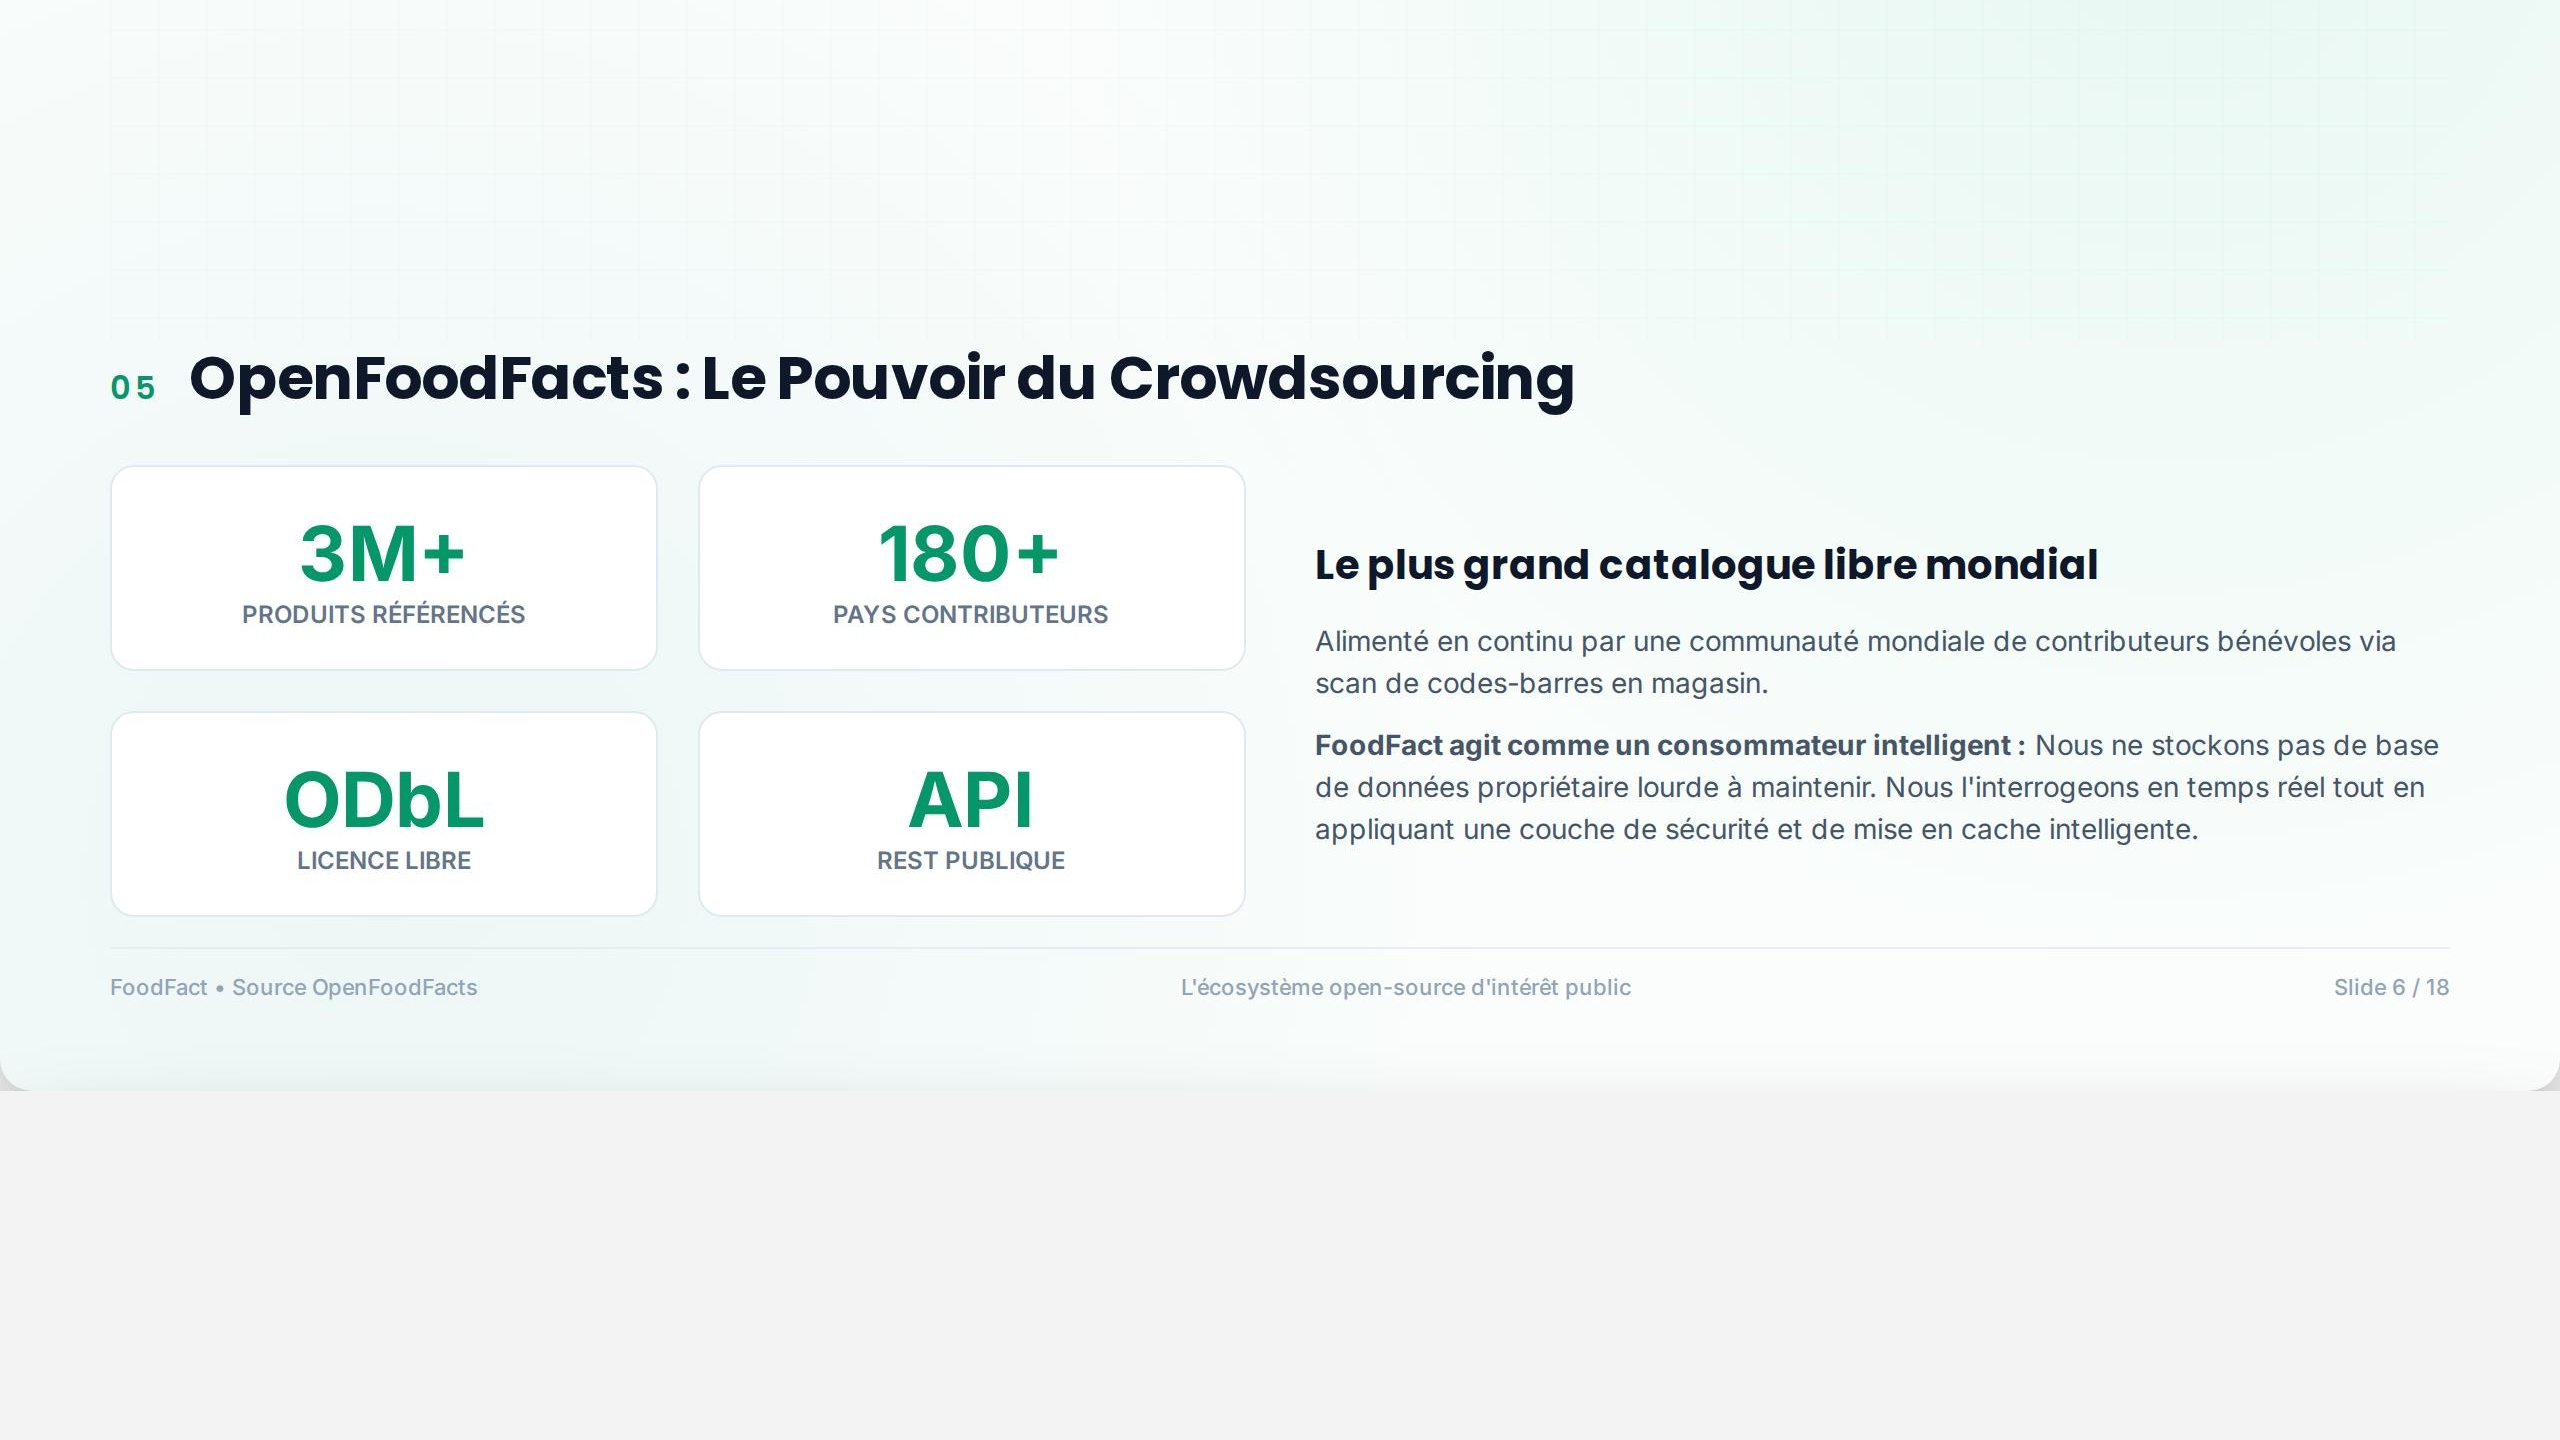 05 OpenFoodFacts : Le Pouvoir du Crowdsourcing
3M+
PRODUITS RÉFÉRENCÉS
180+
PAYS CONTRIBUTEURS
ODbL
LICENCE LIBRE
API
REST PUBLIQUE
Le plus grand catalogue libre mondial
Alimenté en continu par une communauté mondiale de contributeurs bénévoles via
scan de codes-barres en magasin.
FoodFact agit comme un consommateur intelligent : Nous ne stockons pas de base
de données propriétaire lourde à maintenir. Nous l'interrogeons en temps réel tout en
appliquant une couche de sécurité et de mise en cache intelligente.
FoodFact • Source OpenFoodFacts
L'écosystème open-source d'intérêt public
Slide 6 / 18